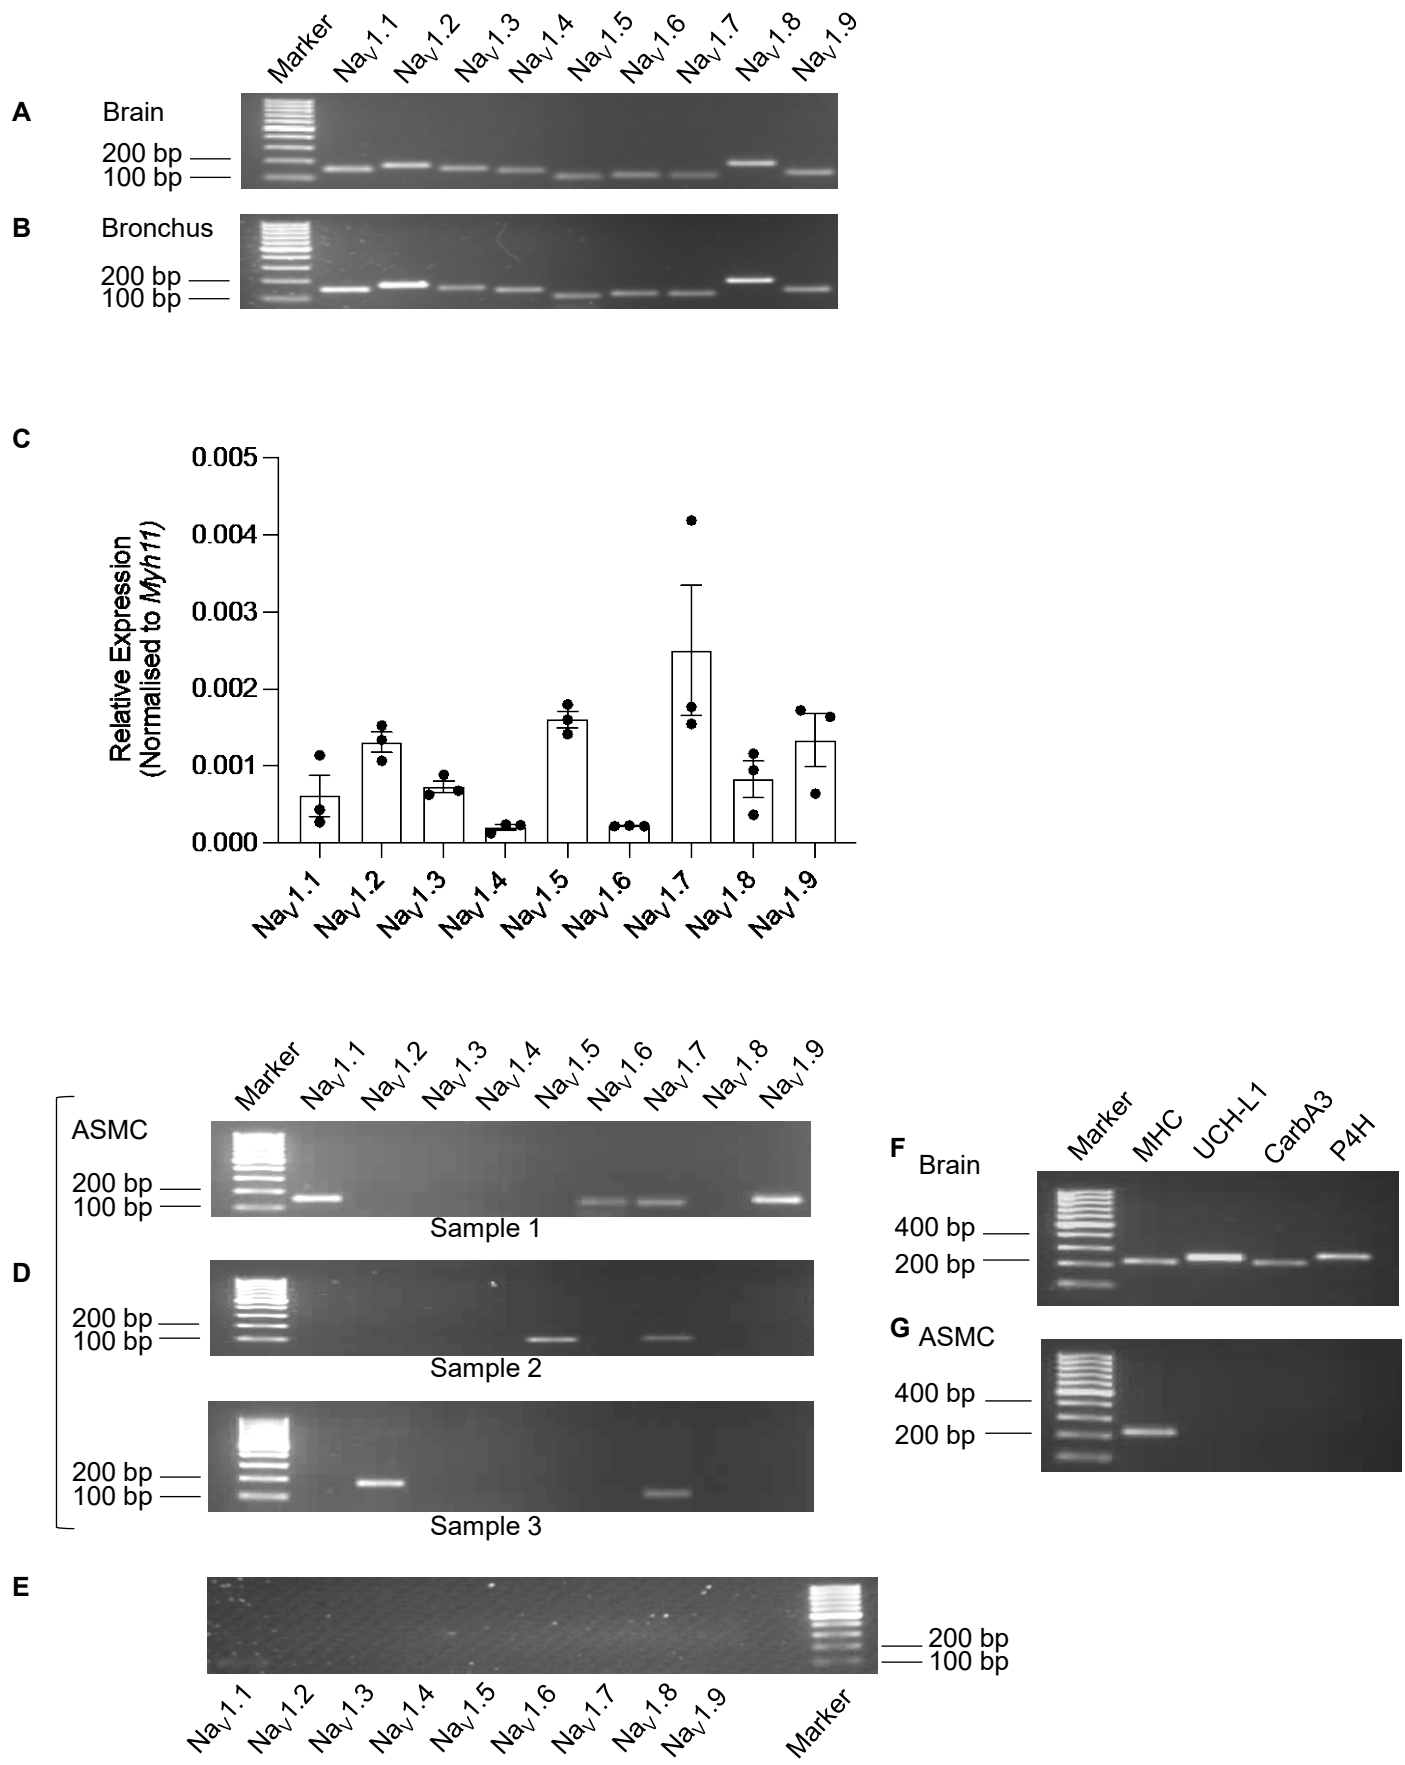 Marker NaV1.1 NaV1.2 NaV1.3 NaV1.4 NaV1.5 NaV1.6 NaV1.7 NaV1.8 NaV1.9
A Brain
200 bp
100 bp
B Bronchus
200 bp
100 bp
C
Relative Expression
(Normalised to Myh11)
0.005
0.004
0.003
0.002
0.001
0.000
NaV1.1 NaV1.2 NaV1.3 NaV1.4 NaV1.5 NaV1.6 NaV1.7 NaV1.8 NaV1.9
Marker NaV1.1 NaV1.2 NaV1.3 NaV1.4 NaV1.5 NaV1.6 NaV1.7 NaV1.8 NaV1.9
ASMC
200 bp
100 bp
Sample 1
D
200 bp
100 bp
Sample 2
200 bp
100 bp
Sample 3
E
200 bp
100 bp
NaV1.1 NaV1.2 NaV1.3 NaV1.4 NaV1.5 NaV1.6 NaV1.7 NaV1.8 NaV1.9 Marker
Marker MHC UCH-L1 CarbA3 P4H
F Brain
400 bp
200 bp
G ASMC
400 bp
200 bp